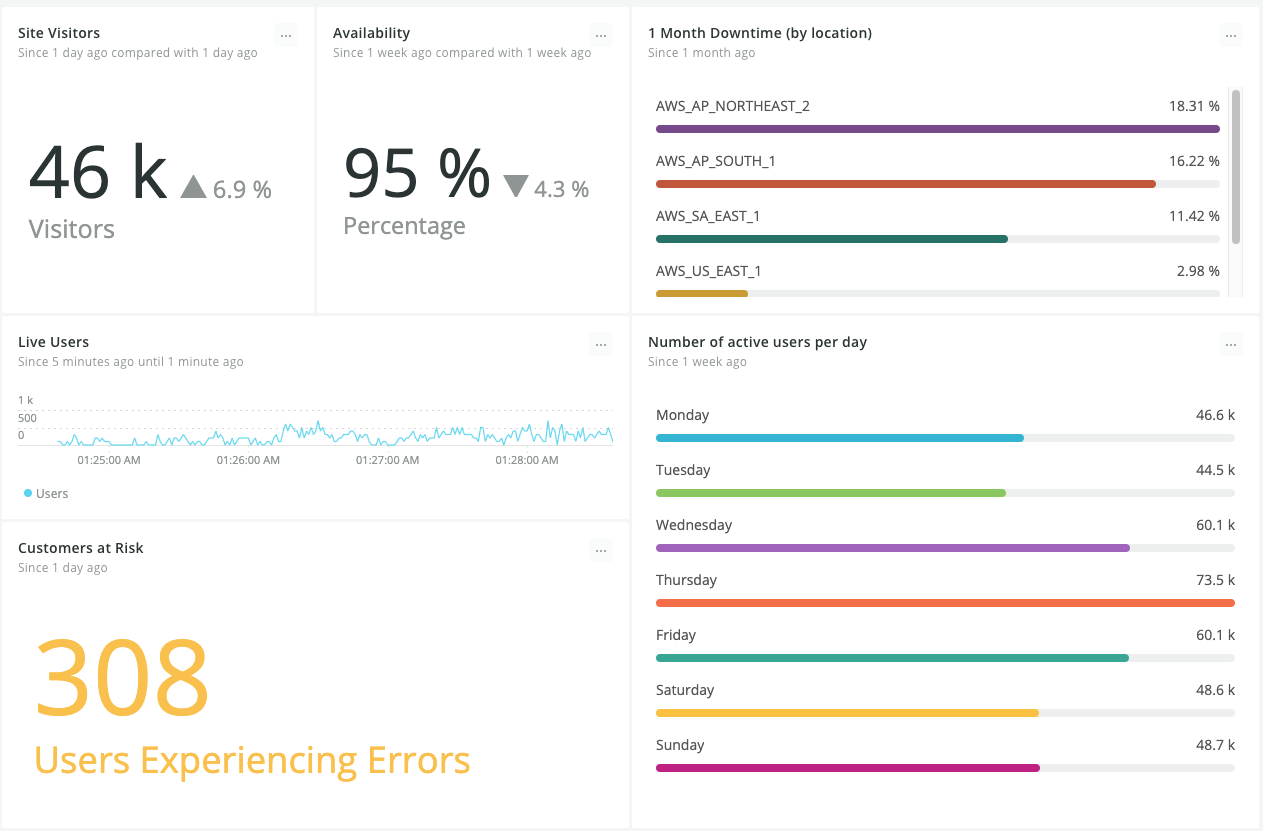 Site Visitors
...
Since 1 day ago compared with 1 day ago
46 k
6.9 %
Visitors
Availability
...
Since 1 week ago compared with 1 week ago
95 %
4.3 %
Percentage
1 Month Downtime (by location)
...
Since 1 month ago
AWS_AP_NORTHEAST_2 18.31 %
AWS_AP_SOUTH_1 16.22 %
AWS_SA_EAST_1 11.42 %
AWS_US_EAST_1 2.98 %
Live Users
...
Since 5 minutes ago until 1 minute ago
1 k
500
0
01:25:00 AM 01:26:00 AM 01:27:00 AM 01:28:00 AM
Users
Customers at Risk
...
Since 1 day ago
308
Users Experiencing Errors
Number of active users per day
...
Since 1 week ago
Monday 46.6 k
Tuesday 44.5 k
Wednesday 60.1 k
Thursday 73.5 k
Friday 60.1 k
Saturday 48.6 k
Sunday 48.7 k